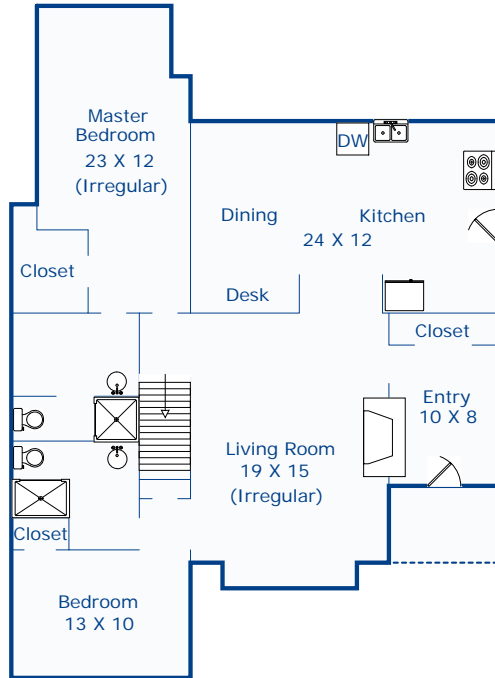 Master
Bedroom
23 X 12
(Irregular)
DW
Dining
Kitchen
24 X 12
Closet
Desk
Closet
Entry
10 X 8
Living Room
19 X 15
(Irregular)
Closet
Bedroom
13 X 10